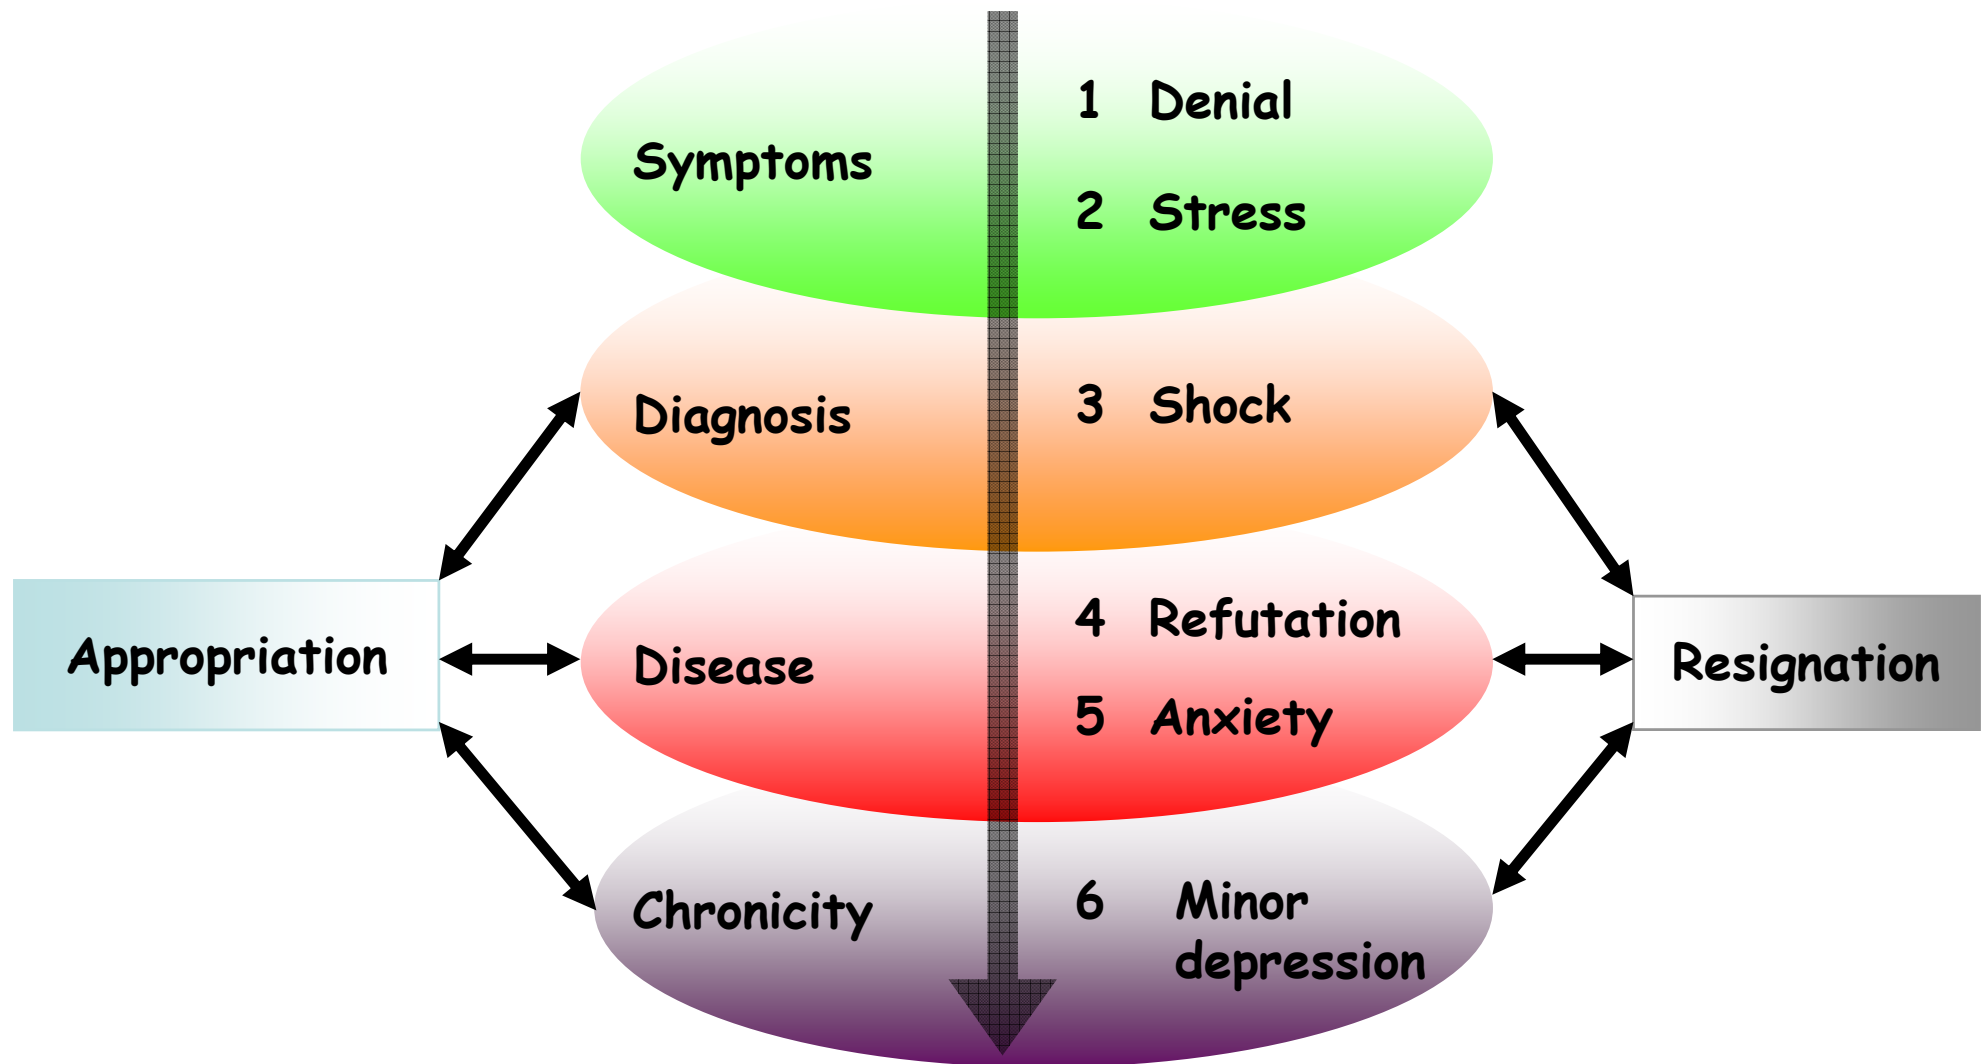 Symptoms
1 Denial
2 Stress
Diagnosis
3 Shock
Appropriation
Disease
4 Refutation
5 Anxiety
Resignation
Chronicity
6 Minor
depression